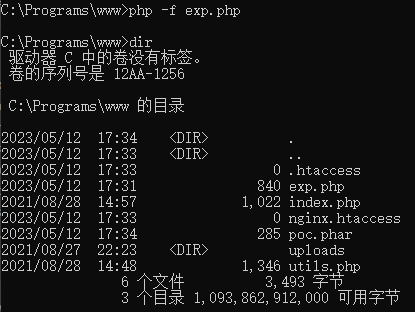 C:\Programs\www>php -f exp.php
C:\Programs\www>dir
驱动器 C 中的卷没有标签。
卷的序列号是 12AA-1256
C:\Programs\www 的目录
2023/05/12  17:34    <DIR>          .
2023/05/12  17:33    <DIR>          ..
2023/05/12  17:33                 0 .htaccess
2023/05/12  17:31               840 exp.php
2021/08/28  14:57             1,022 index.php
2023/05/12  17:33                 0 nginx.htaccess
2023/05/12  17:34               285 poc.phar
2021/08/27  22:23    <DIR>          uploads
2021/08/28  14:48             1,346 utils.php
6 个文件          3,493 字节
3 个目录 1,093,862,912,000 可用字节